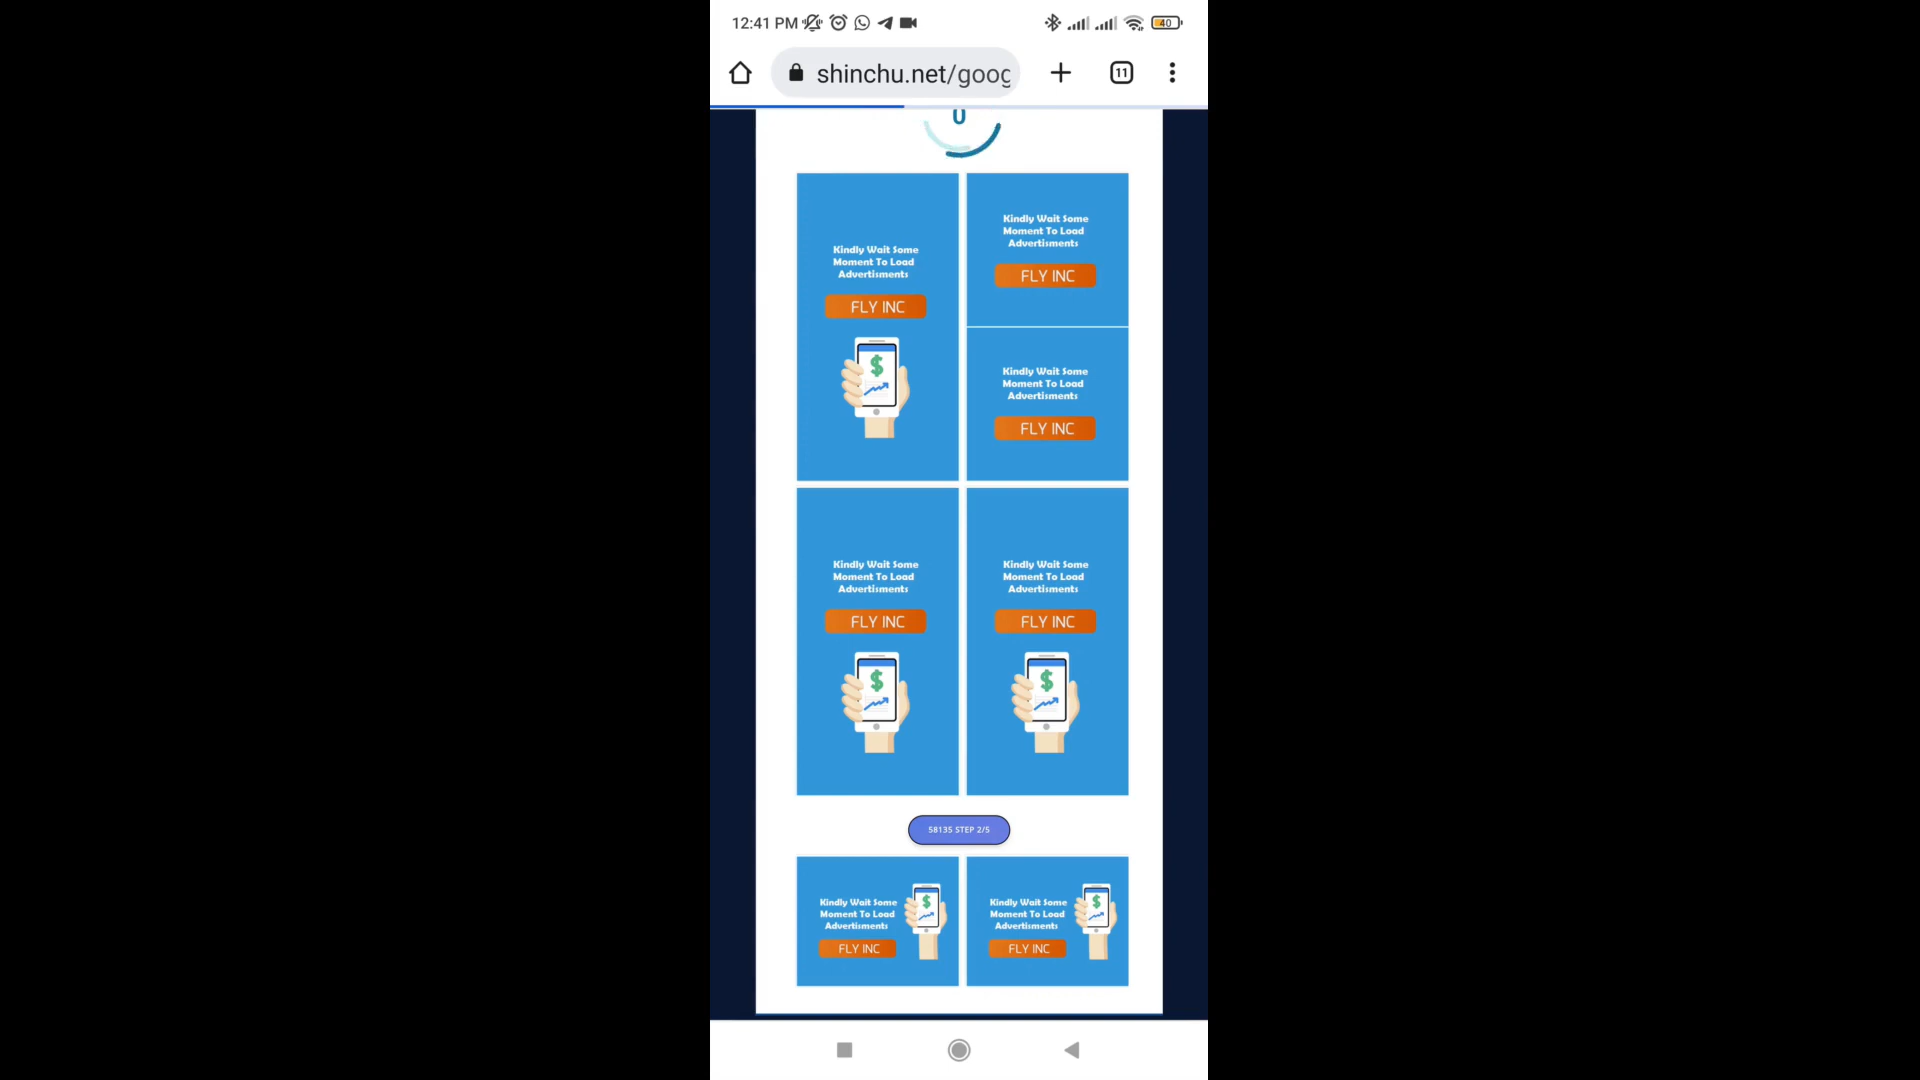 12:41 PM
40
shinchu.net/goog
11
0
Kindly Wait Some
Moment To Load
Advertisments
FLY INC
$
Kindly Wait Some
Moment To Load
Advertisments
FLY INC
Kindly Wait Some
Moment To Load
Advertisments
FLY INC
Kindly Wait Some
Moment To Load
Advertisments
FLY INC
$
Kindly Wait Some
Moment To Load
Advertisments
FLY INC
$
58135 STEP 2/5
Kindly Wait Some
Moment To Load
Advertisments
FLY INC
$
Kindly Wait Some
Moment To Load
Advertisments
FLY INC
$